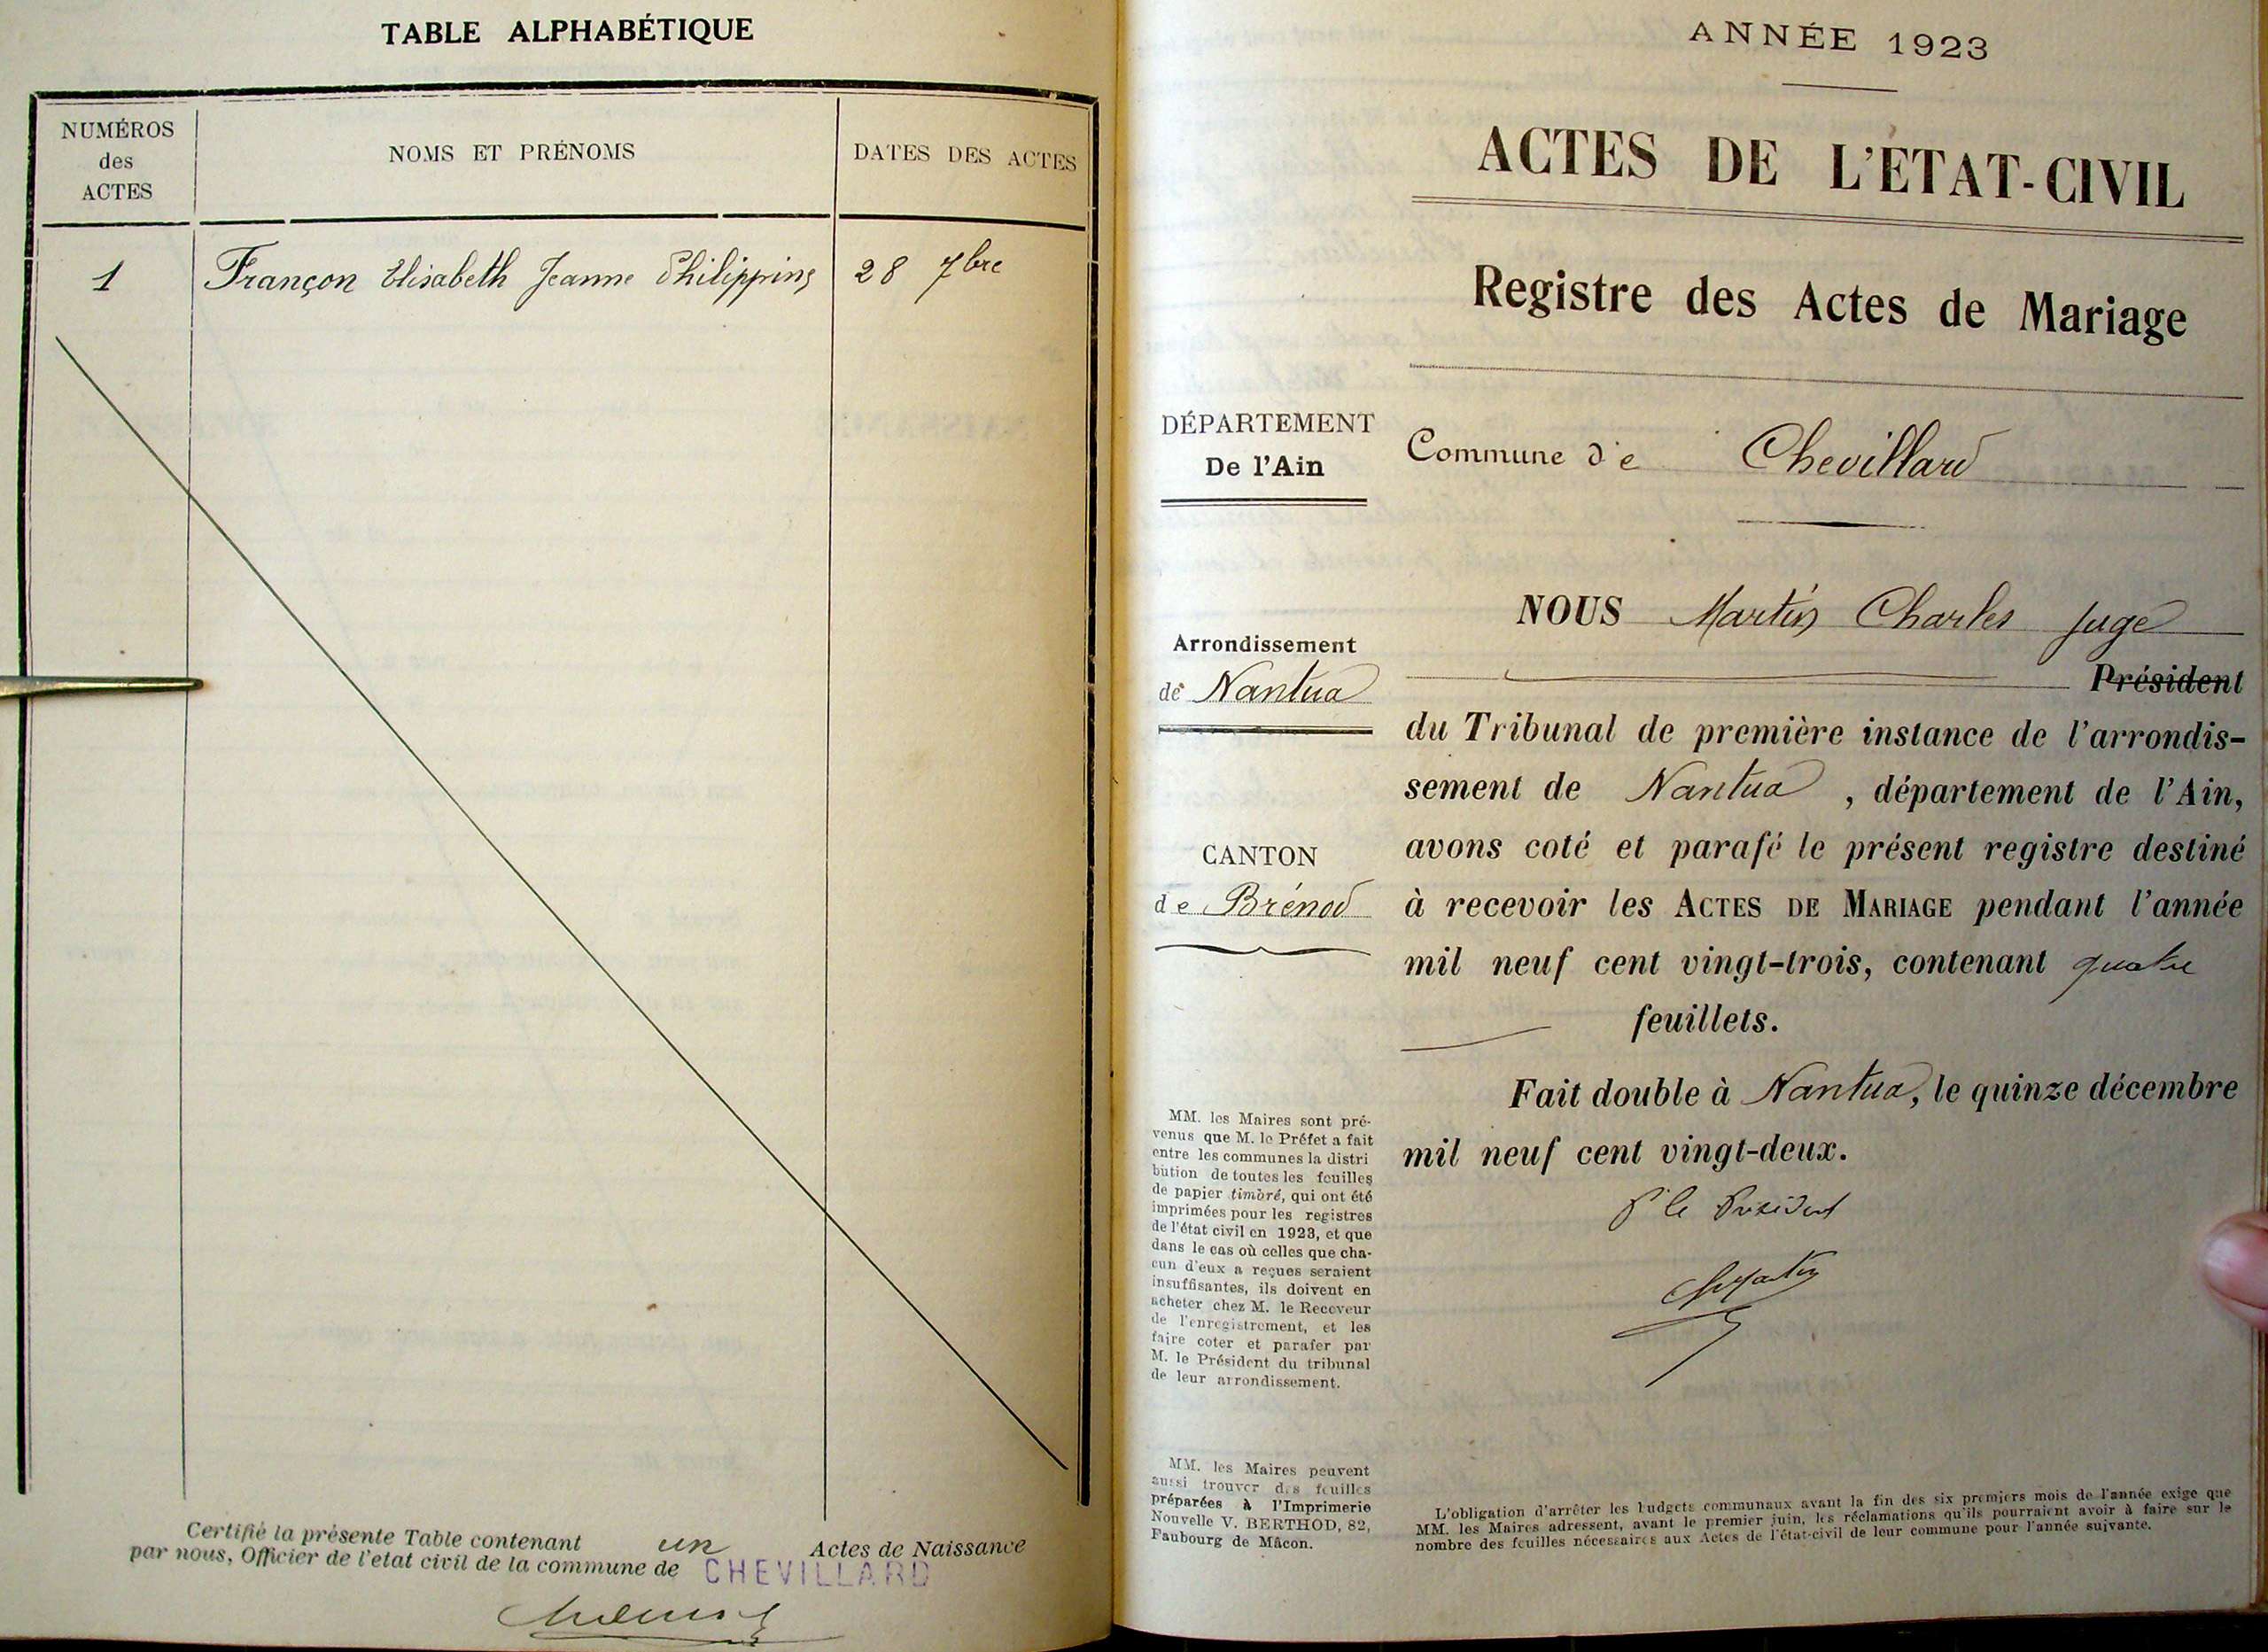 TABLE ALPHABÉTIQUE
NUMÉROS
des
ACTES
NOMS ET PRÉNOMS
DATES DES ACTES
1 Françon Elisabeth Jeanne Philippine 28 7bre
Certifié la présente Table contenant un Actes de Naissance
par nous, Officier de l'etat civil de la commune de CHEVILLARD
ANNÉE 1923
ACTES DE L'ÉTAT-CIVIL
Registre des Actes de Mariage
DÉPARTEMENT
De l'Ain
Commune de Chevillard
Arrondissement
de Nantua
CANTON
de Brénod
NOUS Martin Charles juge
Président
du Tribunal de première instance de l'arrondis-
sement de Nantua, département de l'Ain,
avons coté et parafé le présent registre destiné
à recevoir les ACTES DE MARIAGE pendant l'année
mil neuf cent vingt-trois, contenant quatre
feuillets.
Fait double à Nantua, le quinze décembre
mil neuf cent vingt-deux.
Pr le Président
ChMartin
MM. les Maires sont pré-
venus que M. le Préfet a fait
entre les communes la distri
bution de toutes les feuilles
de papier timbré, qui ont été
imprimées pour les registres
de l'état civil en 1923, et que
dans le cas où celles que cha-
cun d'eux a reçues seraient
insuffisantes, ils doivent en
acheter chez M. le Receveur
de l'enregistrement, et les
faire coter et parafer par
M. le Président du tribunal
de leur arrondissement.
MM. les Maires peuvent
aussi trouver des feuilles
préparées à l'Imprimerie
Nouvelle V. BERTHOD, 82,
Faubourg de Mâcon.
L'obligation d'arrêter les budgets communaux avant la fin des six premiers mois de l'année exige que
MM. les Maires adressent, avant le premier juin, les réclamations qu'ils pourraient avoir à faire sur le
nombre des feuilles nécessaires aux Actes de l'état-civil de leur commune pour l'année suivante.